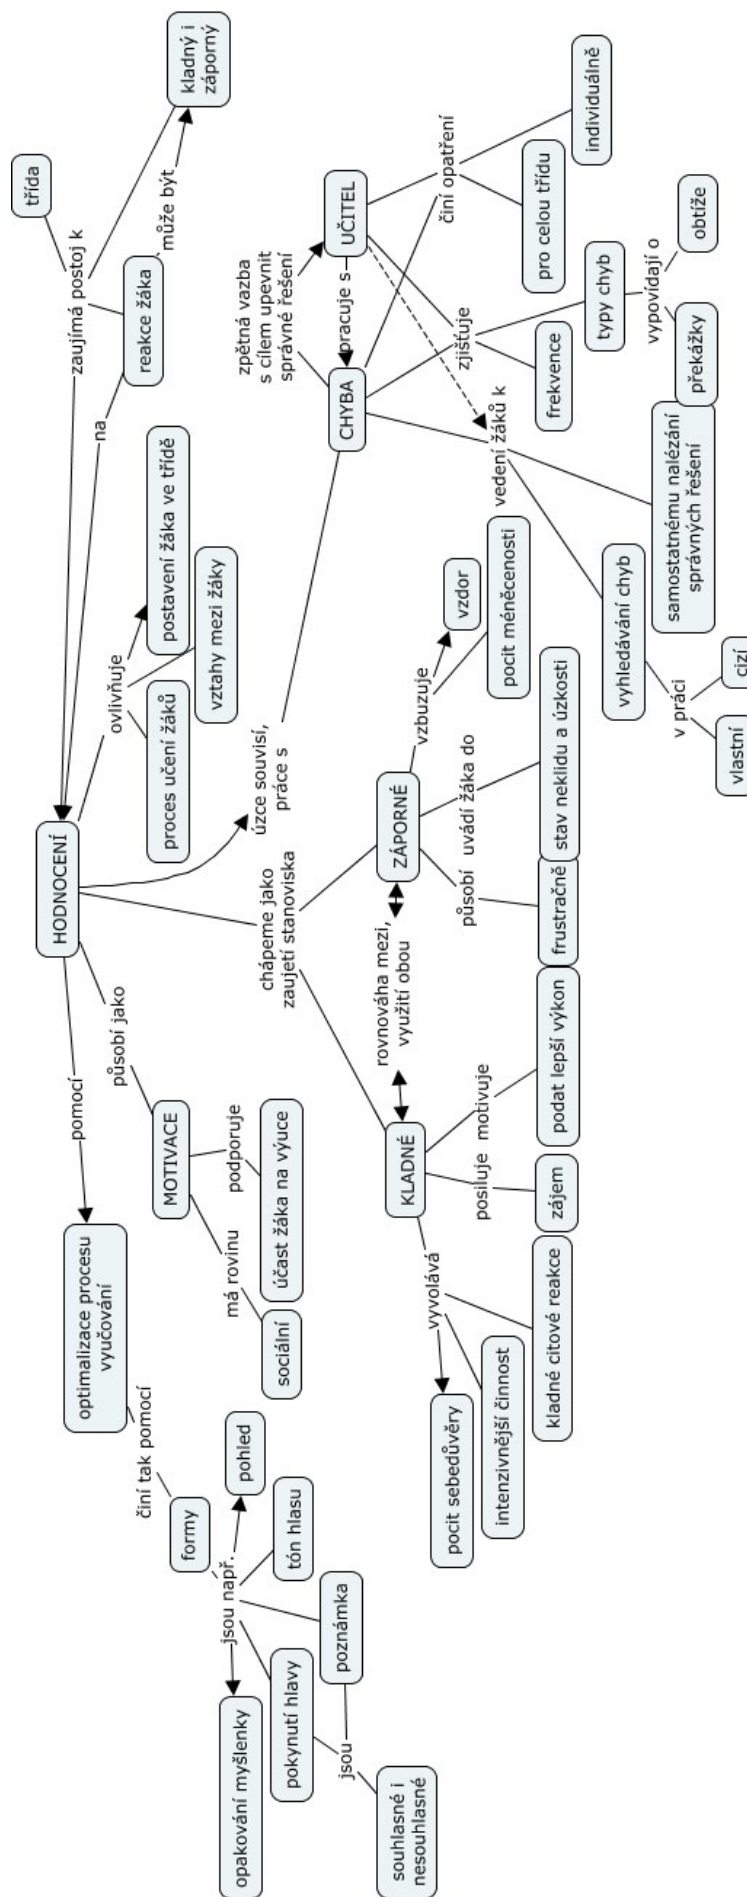 třída
kladný i
záporný
zaujímá postoj k
může být
reakce žáka
na
HODNOCENÍ
ovlivňuje
postavení žáka ve třídě
vztahy mezi žáky
proces učení žáků
pomocí
působí jako
optimalizace procesu
vyučování
činí tak pomocí
formy
jsou např.
opakování myšlenky
pokynutí hlavy
poznámka
tón hlasu
pohled
jsou
souhlasné i
nesouhlasné
MOTIVACE
má rovinu
podporuje
sociální
účast žáka na výuce
úzce souvisí,
práce s
chápeme jako
zaujetí stanoviska
KLADNÉ
rovnováha mezi,
využití obou
ZÁPORNÉ
vyvolává
posiluje
motivuje
pocit sebedůvěry
intenzivnější činnost
kladné citové reakce
zájem
podat lepší výkon
působí
uvádí žáka do
vzbuzuje
frustračně
stav neklidu a úzkosti
vzdor
pocit méněcenosti
zpětná vazba
s cílem upevnit
správné řešení
CHYBA
pracuje s
UČITEL
činí opatření
pro celou třídu
individuálně
zjišťuje
frekvence
typy chyb
vypovídají o
překážky
obtíže
vedení žáků k
vyhledávání chyb
samostatnému nalézání
správných řešení
v práci
vlastní
cizí